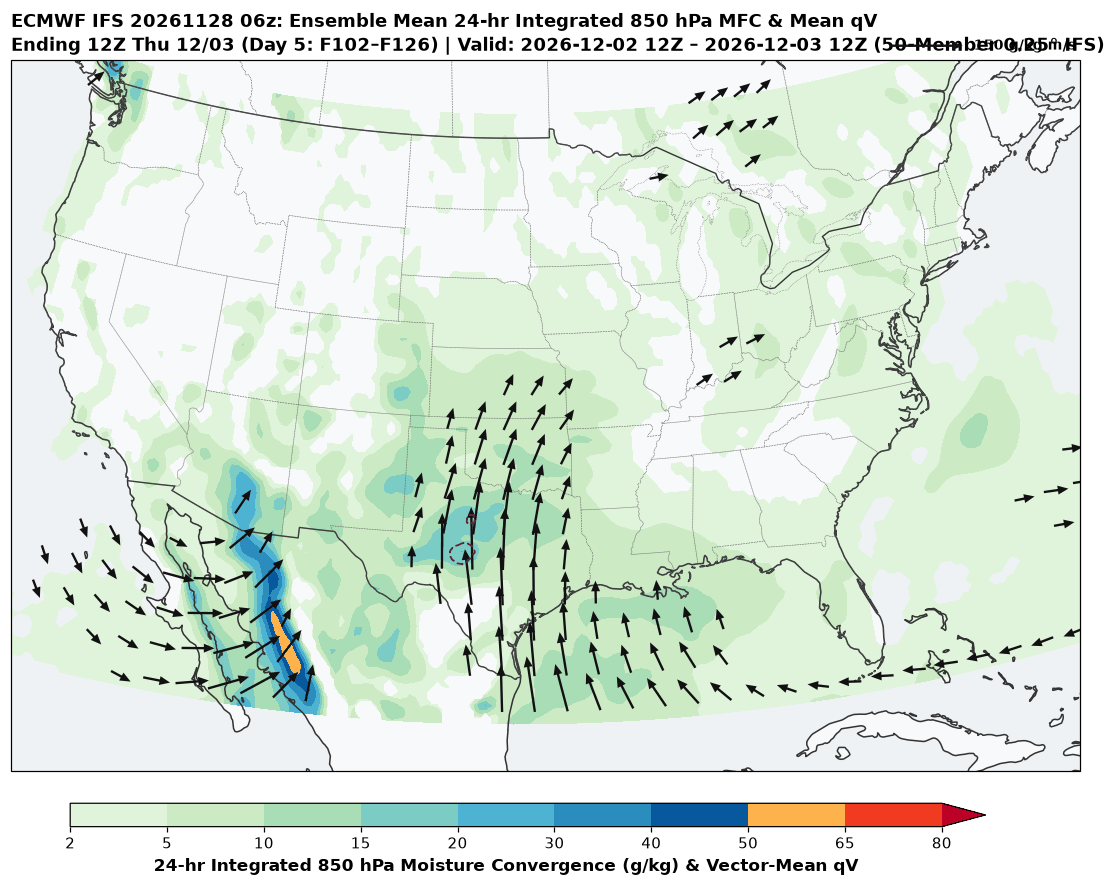 ECMWF IFS 20261128 06z: Ensemble Mean 24-hr Integrated 850 hPa MFC & Mean qV
Ending 12Z Thu 12/03 (Day 5: F102–F126) | Valid: 2026-12-02 12Z – 2026-12-03 12Z (50-Member 0.25° IFS)
2 5 10 15 20 30 40 50 65 80
24-hr Integrated 850 hPa Moisture Convergence (g/kg) & Vector-Mean qV